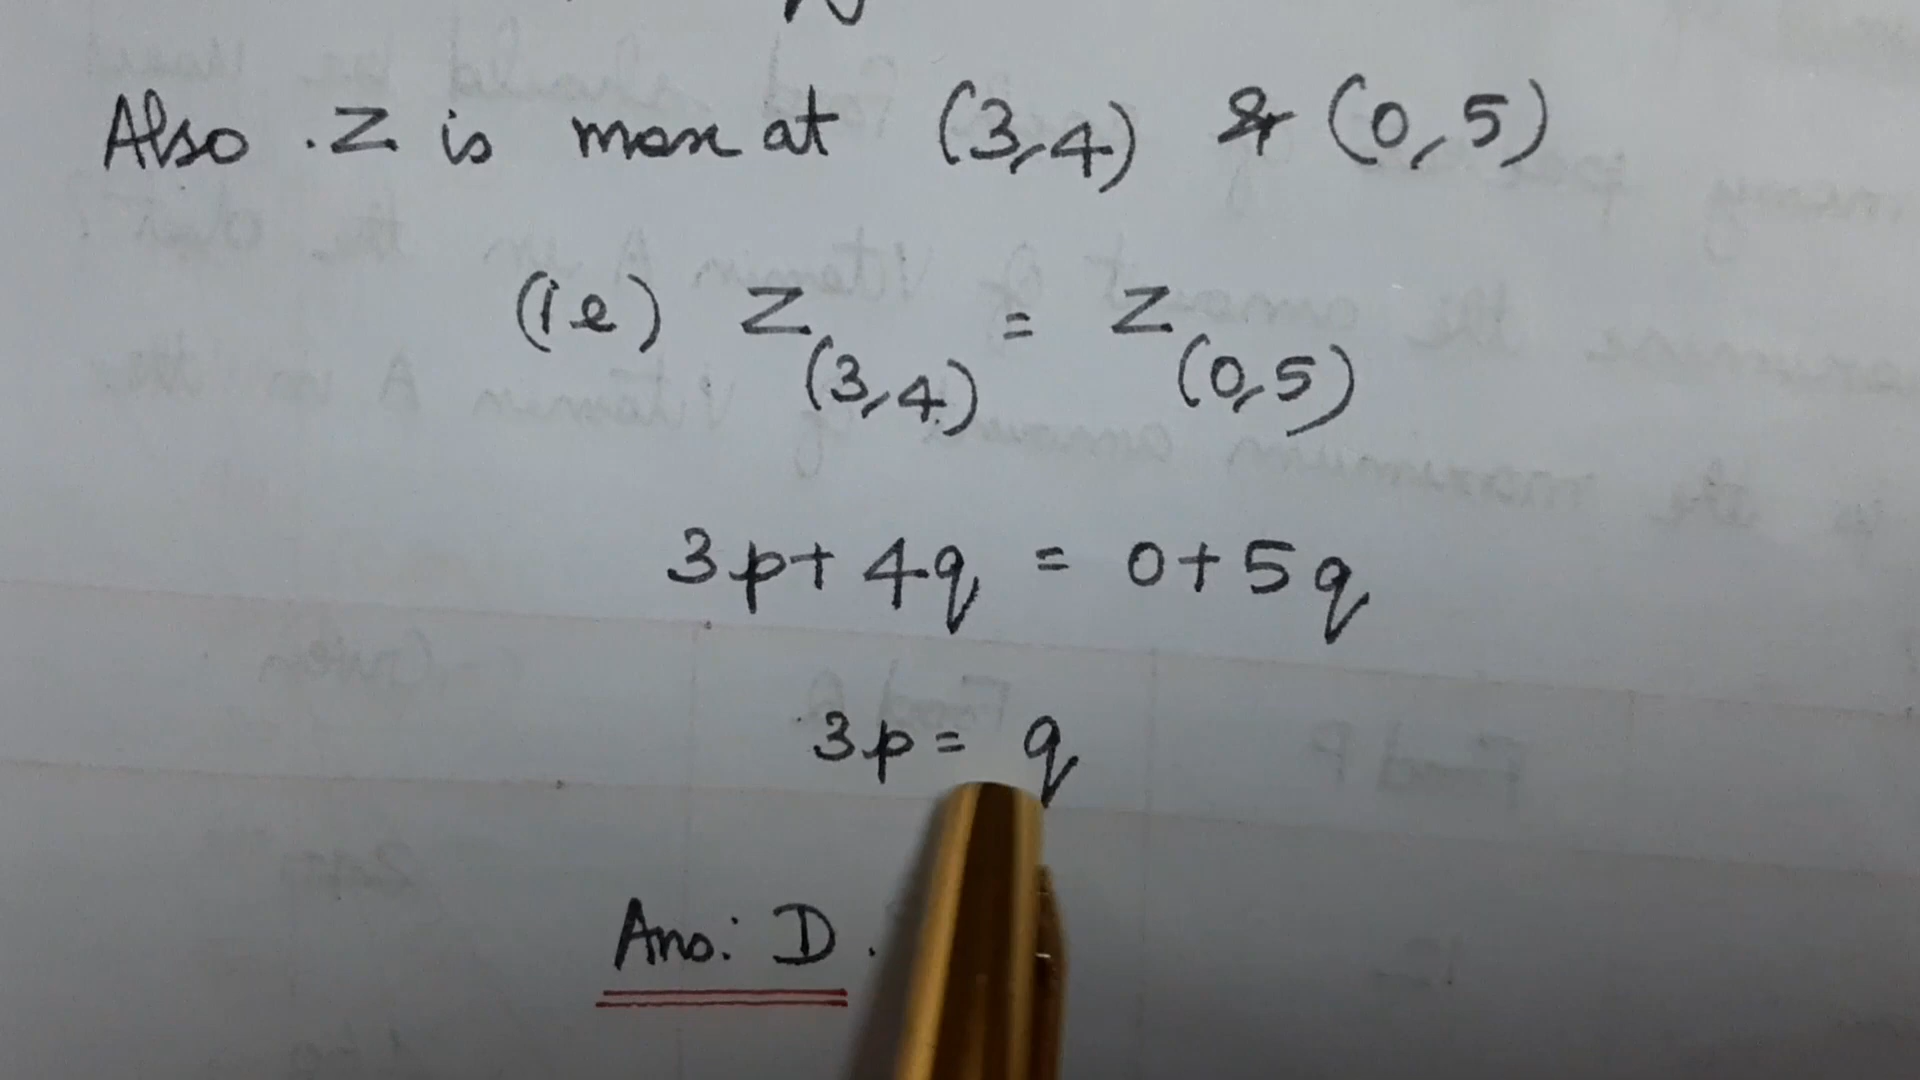 Also . Z is max at (3,4) & (0,5)
(ie) Z(3,4) = Z(0,5)
3p + 4q = 0 + 5q
3p = q
Ans: D.